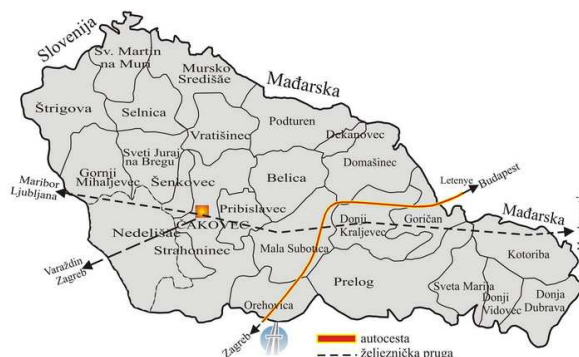 Slovenija
Sv. Martin
na Muri
Mursko
Središæe
Mađarska
Štrigova
Selnica
Podturen
Vratišinec
Dekanovec
Sveti Juraj
na Bregu
Domašinec
Gornji
Mihaljevec
Šenkovec
Belica
Letenye
Budapest
Maribor
Ljubljana
Pribislavec
Donji
Kraljevec
Goričan
Mađarska
ČAKOVEC
Nedelišæe
Strahoninec
Mala Subotica
Kotoriba
Varaždin
Zagreb
Prelog
Sveta Marija
Donji
Vidovec
Donja
Dubrava
Orehovica
Zagreb
autocesta
željeznička pruga